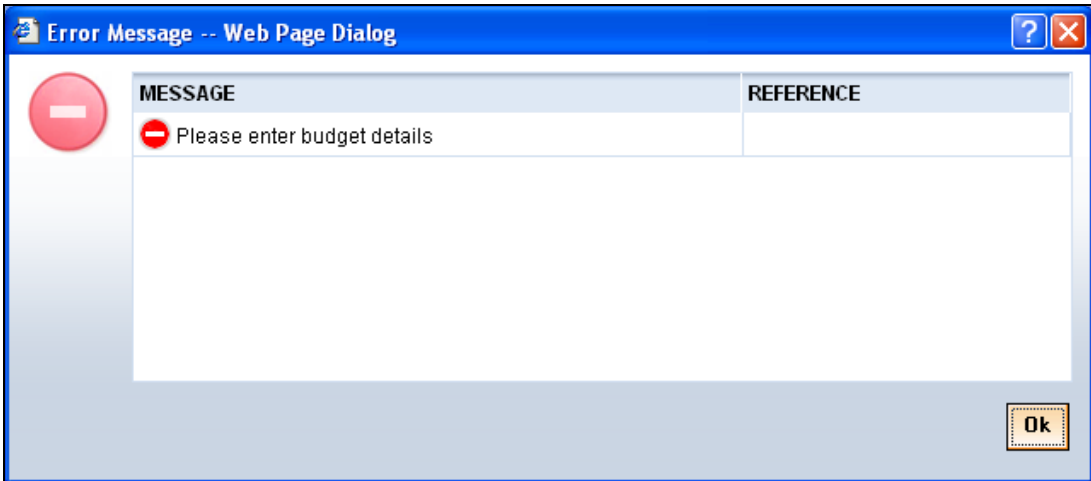 Error Message -- Web Page Dialog
?
MESSAGE REFERENCE
Please enter budget details
Ok